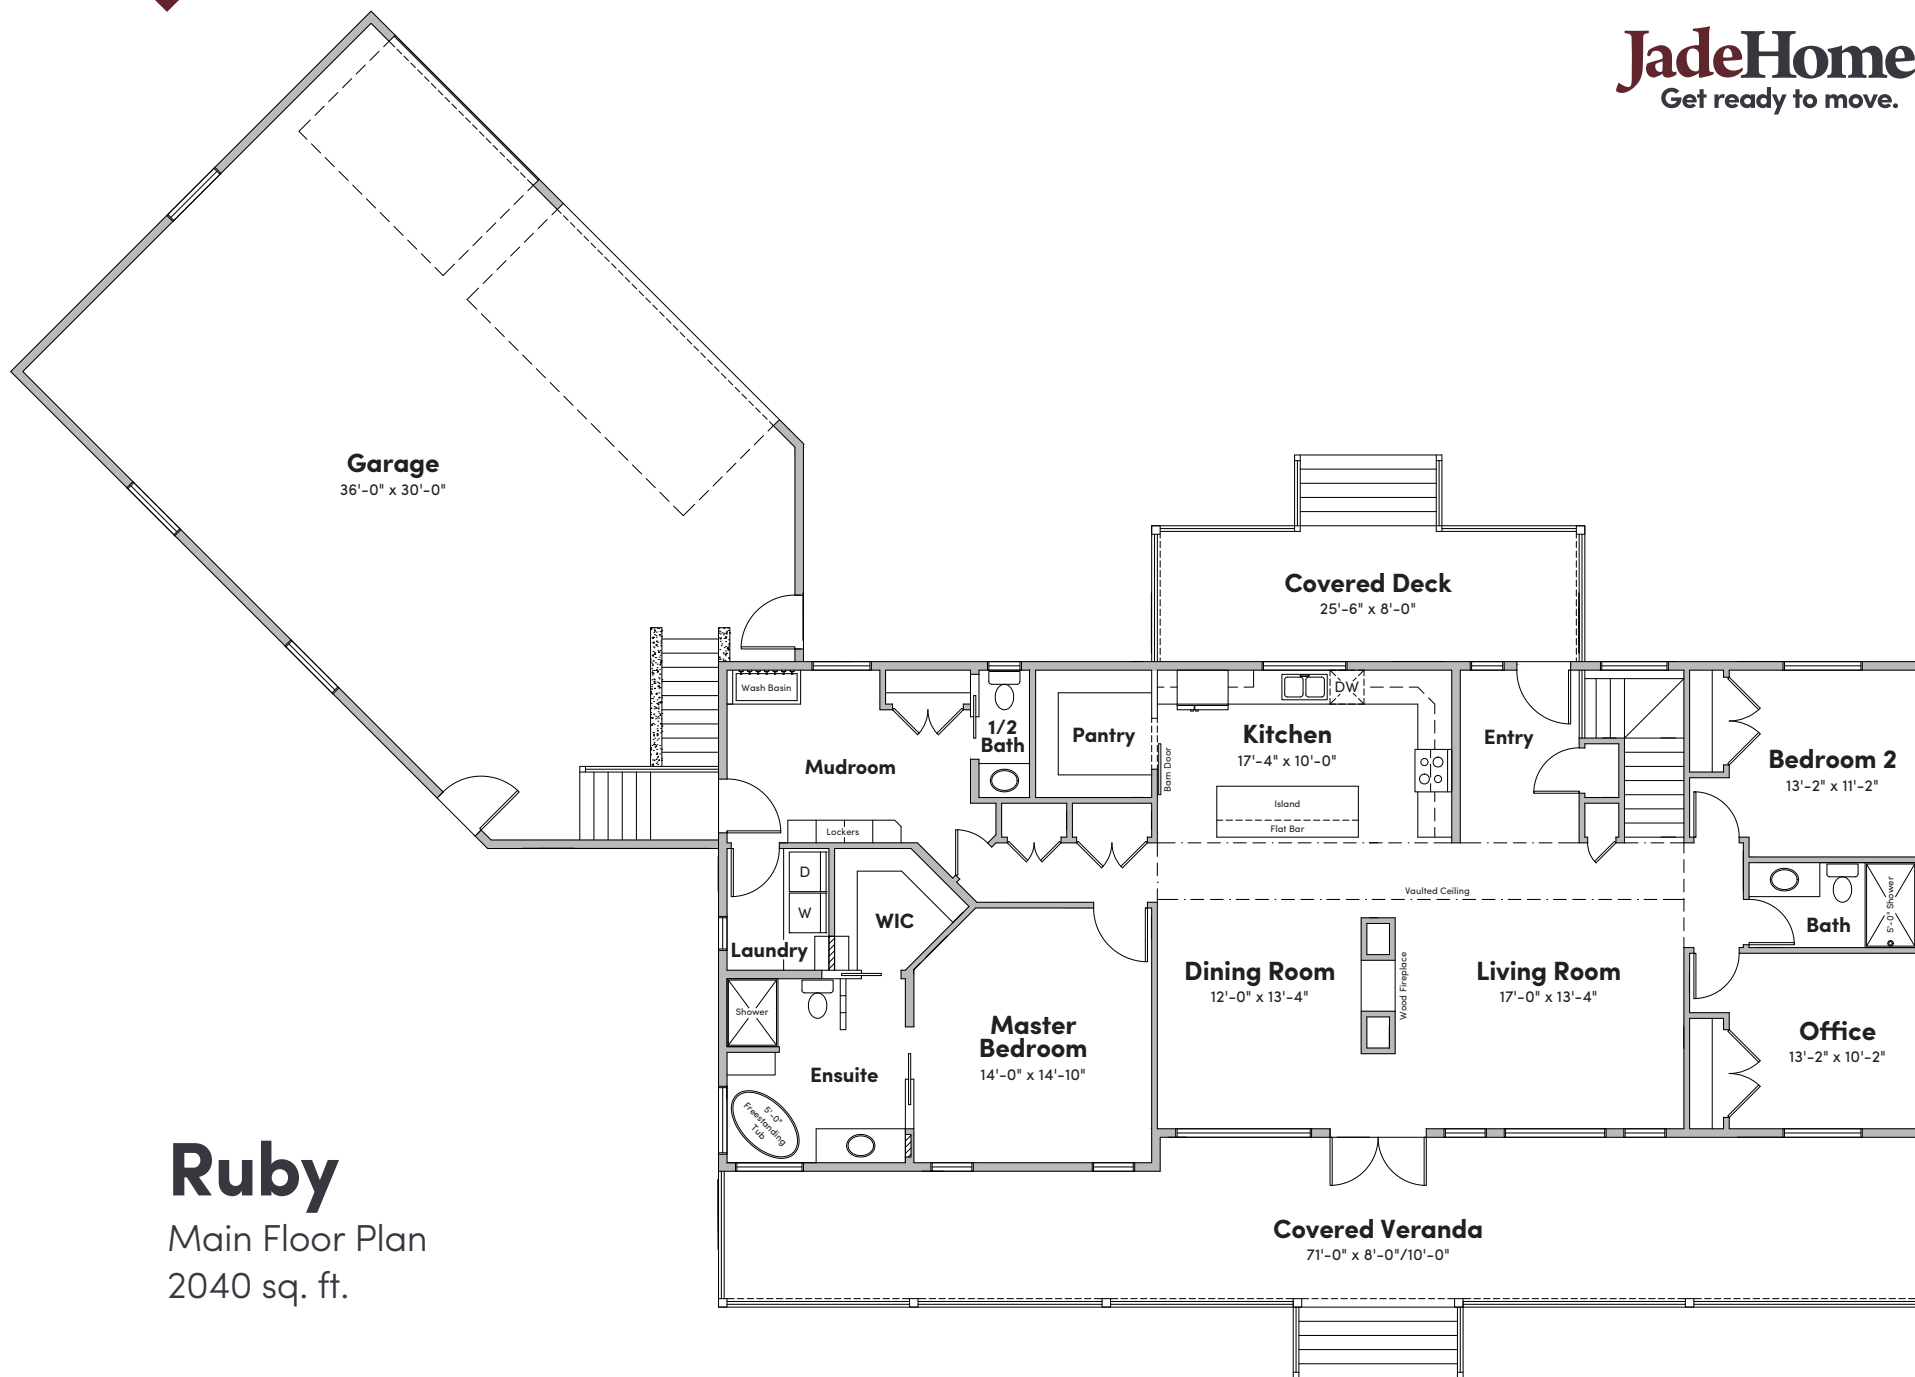 JadeHome
Get ready to move.
Garage
36'-0" x 30'-0"
Covered Deck
25'-6" x 8'-0"
Wash Basin
1/2
Bath
Pantry
Barn Door
Kitchen
17'-4" x 10'-0"
DW
Island
Flat Bar
Entry
Bedroom 2
13'-2" x 11'-2"
Mudroom
Lockers
D
W
Laundry
WIC
Vaulted Ceiling
Bath
5'-0" Shower
Dining Room
12'-0" x 13'-4"
Wood Fireplace
Living Room
17'-0" x 13'-4"
Shower
Master
Bedroom
14'-0" x 14'-10"
Office
13'-2" x 10'-2"
Ensuite
5'-0"
Freestanding
Tub
Covered Veranda
71'-0" x 8'-0"/10'-0"
Ruby
Main Floor Plan
2040 sq. ft.